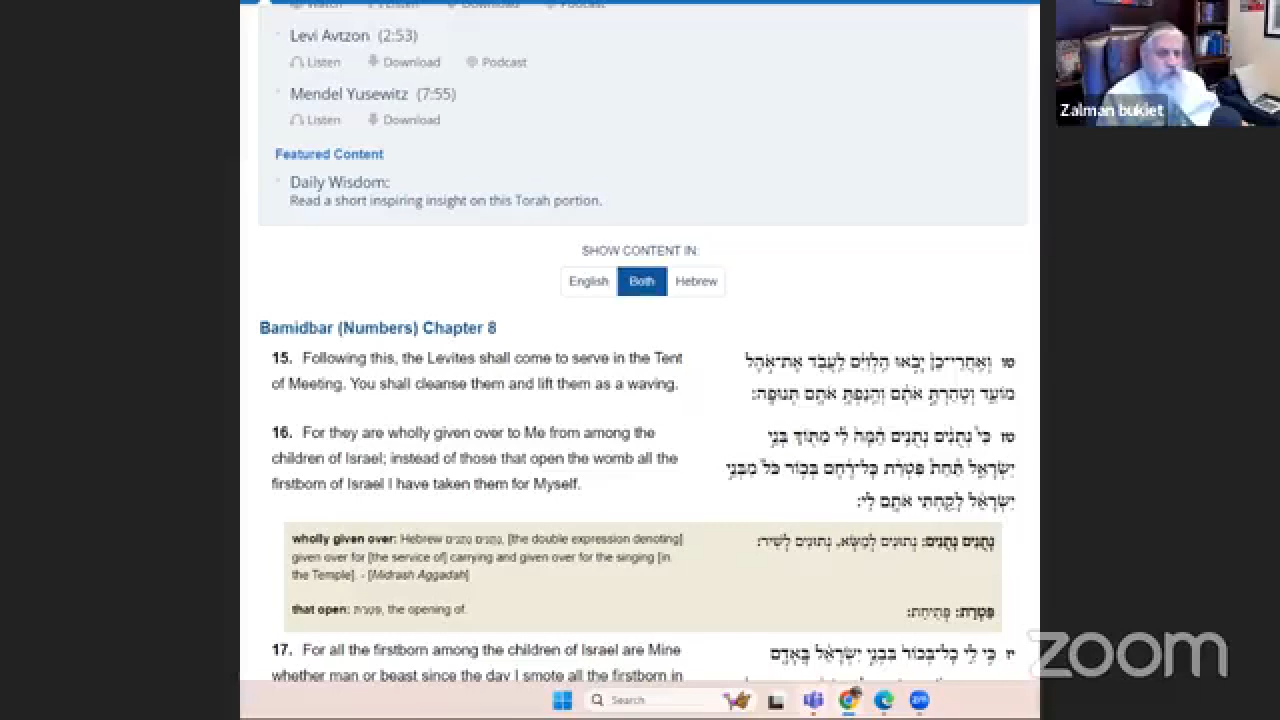 Watch Listen Download Podcast
Levi Avtzon (2:53)
Listen Download Podcast
Mendel Yusewitz (7:55)
Listen Download
Featured Content
Daily Wisdom:
Read a short inspiring insight on this Torah portion.
SHOW CONTENT IN:
English Both Hebrew
Bamidbar (Numbers) Chapter 8
15. Following this, the Levites shall come to serve in the Tent
of Meeting. You shall cleanse them and lift them as a waving.
טו וְאַֽחֲרֵי־כֵן֙ יָבֹ֣אוּ הַלְוִיִּ֔ם לַֽעֲבֹ֖ד אֶת־אֹ֣הֶל
מוֹעֵ֑ד וְטִֽהַרְתָּ֣ אֹתָ֔ם וְהֵֽנַפְתָּ֥ אֹתָ֖ם תְּנוּפָֽה:
16. For they are wholly given over to Me from among the
children of Israel; instead of those that open the womb all the
firstborn of Israel I have taken them for Myself.
טז כִּי֩ נְתֻנִ֨ים נְתֻנִ֥ים הֵ֨מָּה֙ לִ֔י מִתּ֖וֹךְ בְּנֵ֣י
יִשְׂרָאֵ֑ל תַּ֩חַת֩ פִּטְרַ֨ת כָּל־רֶ֜חֶם בְּכ֥וֹר כֹּל֙ מִבְּנֵ֣י
יִשְׂרָאֵ֔ל לָקַ֥חְתִּי אֹתָ֖ם לִֽי:
wholly given over: Hebrew נְתֻנִים נְתֻנִים, [the double expression denoting]
given over for [the service of] carrying and given over for the singing [in
the Temple]. - [Midrash Aggadah]
נְתֻנִים נְתֻנִים: נְתוּנִים לְמַשָּׂא, נְתוּנִים לְשִׁיר:
that open: פִּטְרַת, the opening of.
פִּטְרַת: פְּתִיחַת:
17. For all the firstborn among the children of Israel are Mine
whether man or beast since the day I smote all the firstborn in
יז כִּ֣י לִ֤י כָל־בְּכוֹר֙ בִּבְנֵ֣י יִשְׂרָאֵ֔ל בָּֽאָדָ֖ם
Search
Zalman bukiet
zoom